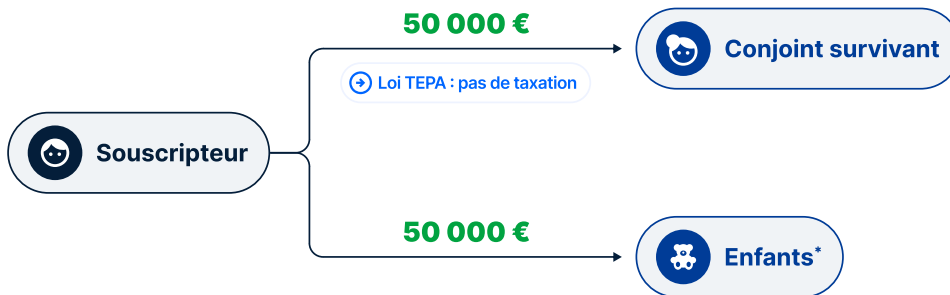 50 000 €
Conjoint survivant
Loi TEPA : pas de taxation
Souscripteur
50 000 €
Enfants*